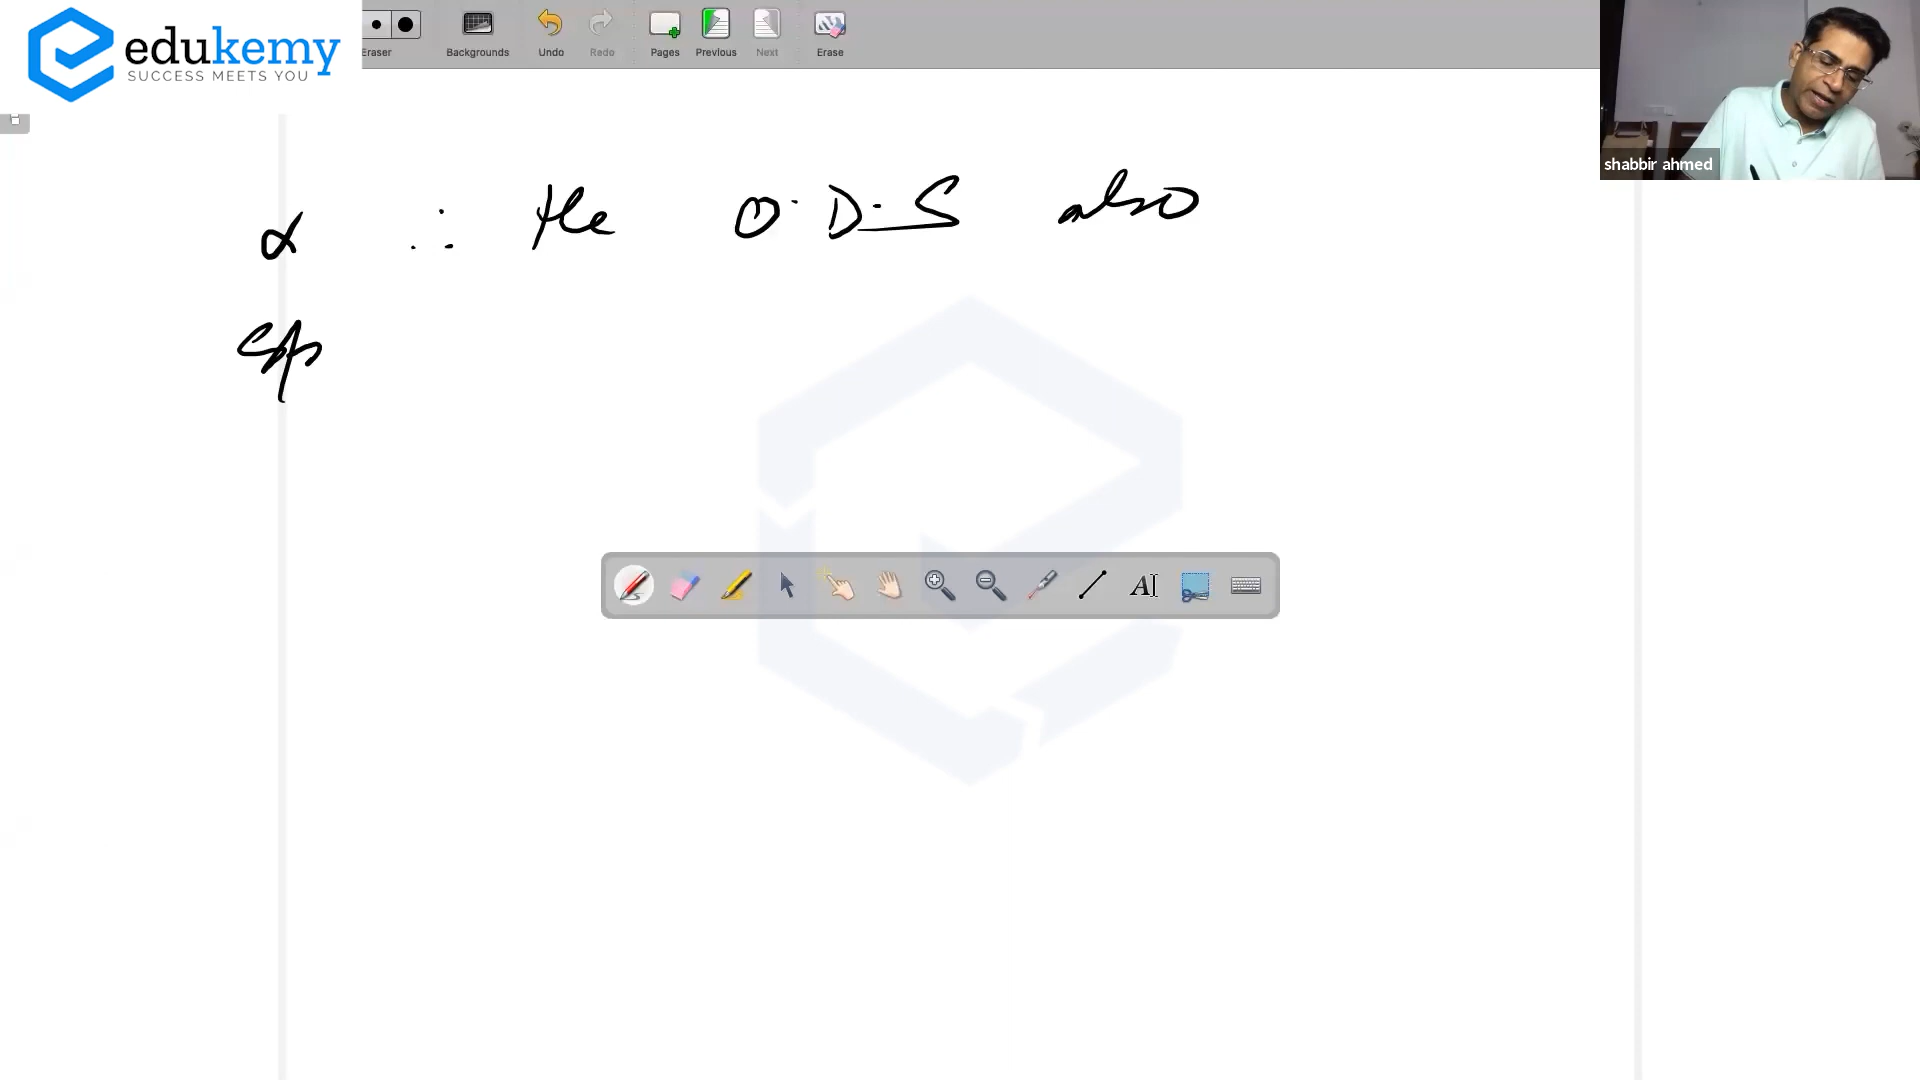 edukemy
SUCCESS MEETS YOU
Eraser
Backgrounds
Undo
Redo
Pages
Previous
Next
Erase
shabbir ahmed
α ∴ the O.D.S also